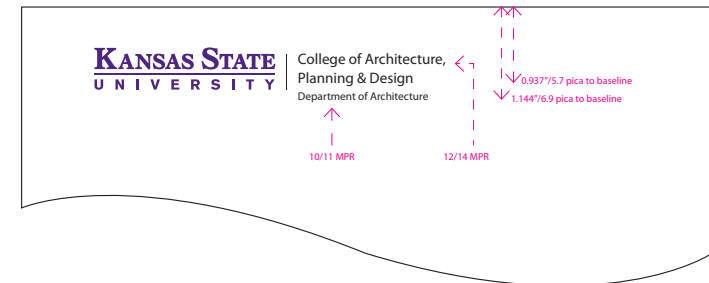 KANSAS STATE
UNIVERSITY
College of Architecture,
Planning & Design
Department of Architecture
0.937"/5.7 pica to baseline
1.144"/6.9 pica to baseline
10/11 MPR
12/14 MPR